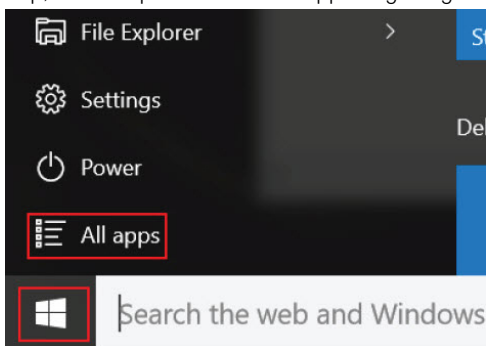 File Explorer
Settings
Power
All apps
Search the web and Windows